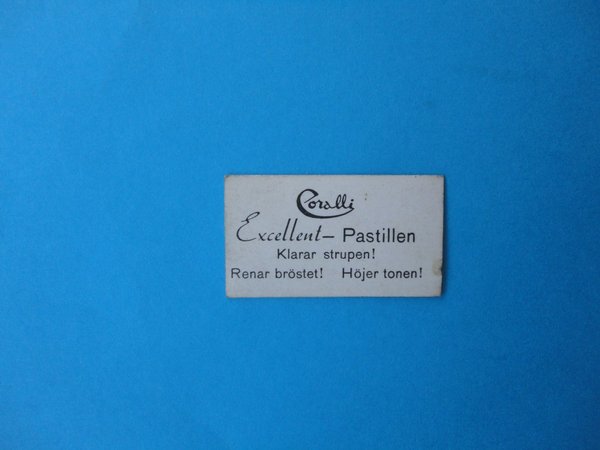 Coralli
Excellent— Pastillen
Klarar strupen!
Renar bröstet! Höjer tonen!